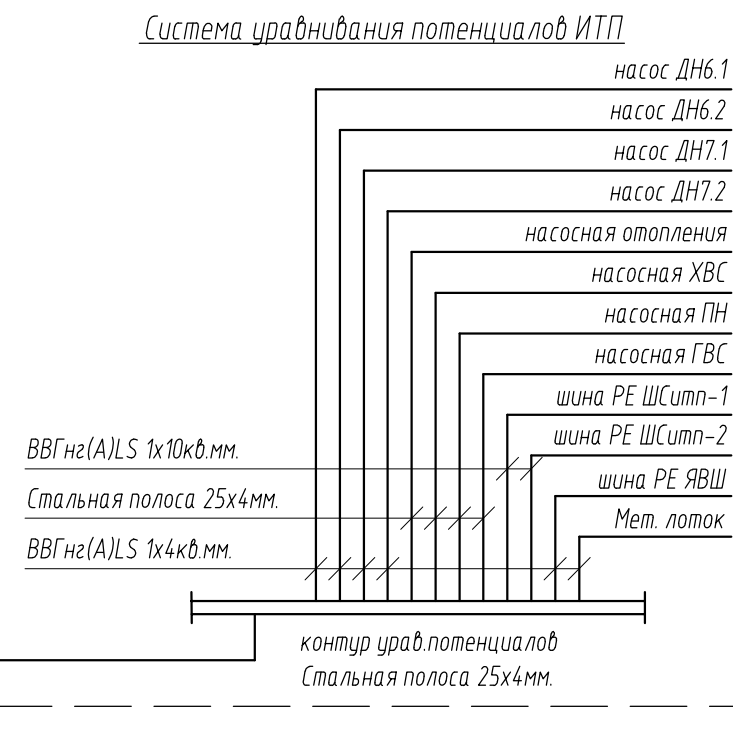 Система уравнивания потенциалов ИТП
насос ДН6.1
насос ДН6.2
насос ДН7.1
насос ДН7.2
насосная отопления
насосная ХВС
насосная ПН
насосная ГВС
шина РЕ ШСитп-1
шина РЕ ШСитп-2
шина РЕ ЯВШ
Мет. лоток
ВВГнг(А)LS 1х10кв.мм.
Стальная полоса 25х4мм.
ВВГнг(А)LS 1х4кв.мм.
контур урав.потенциалов
Стальная полоса 25х4мм.